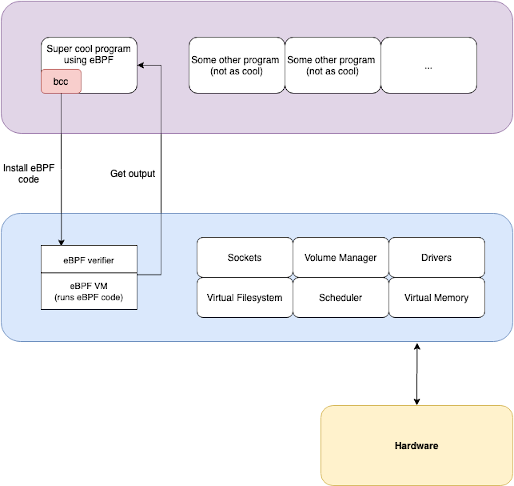 Super cool program
using eBPF
bcc
Some other program
(not as cool)
Some other program
(not as cool)
...
Install eBPF
code
Get output
eBPF verifier
eBPF VM
(runs eBPF code)
Sockets
Volume Manager
Drivers
Virtual Filesystem
Scheduler
Virtual Memory
Hardware